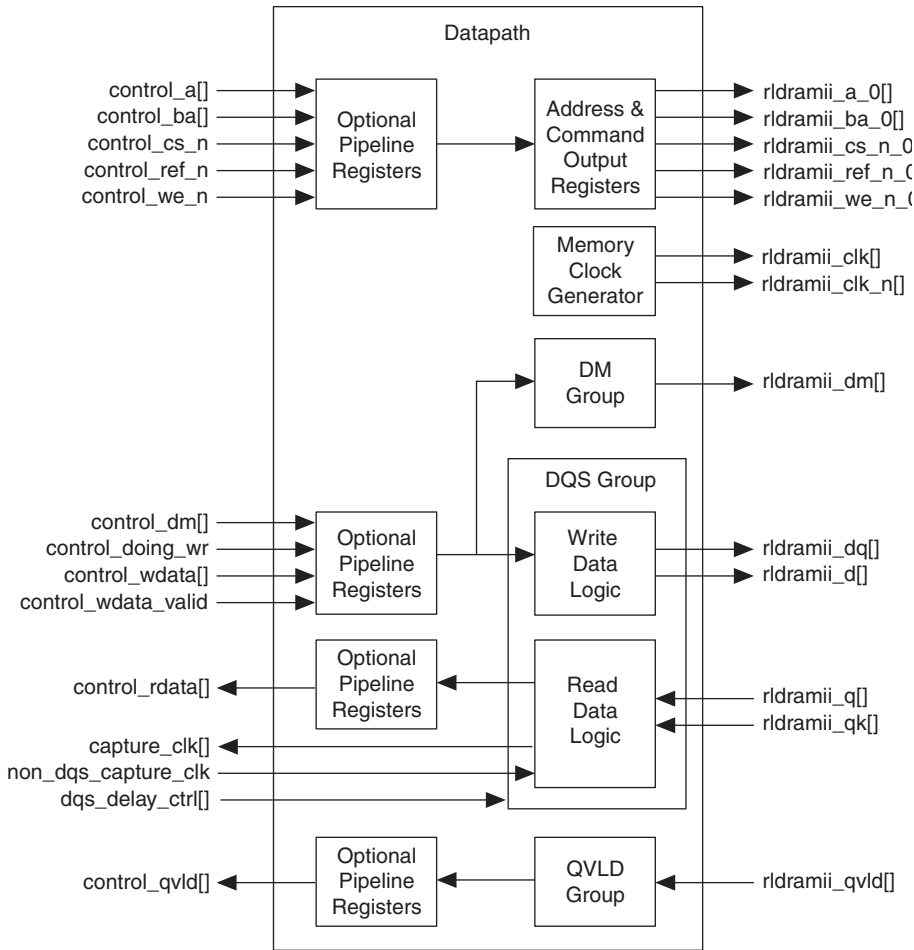 Datapath
control_a[]
control_ba[]
control_cs_n
control_ref_n
control_we_n
Optional
Pipeline
Registers
Address &
Command
Output
Registers
rldramii_a_0[]
rldramii_ba_0[]
rldramii_cs_n_0
rldramii_ref_n_0
rldramii_we_n_0
Memory
Clock
Generator
rldramii_clk[]
rldramii_clk_n[]
DM
Group
rldramii_dm[]
DQS Group
control_dm[]
control_doing_wr
control_wdata[]
control_wdata_valid
Optional
Pipeline
Registers
Write
Data
Logic
rldramii_dq[]
rldramii_d[]
control_rdata[]
Optional
Pipeline
Registers
Read
Data
Logic
rldramii_q[]
rldramii_qk[]
capture_clk[]
non_dqs_capture_clk
dqs_delay_ctrl[]
control_qvld[]
Optional
Pipeline
Registers
QVLD
Group
rldramii_qvld[]